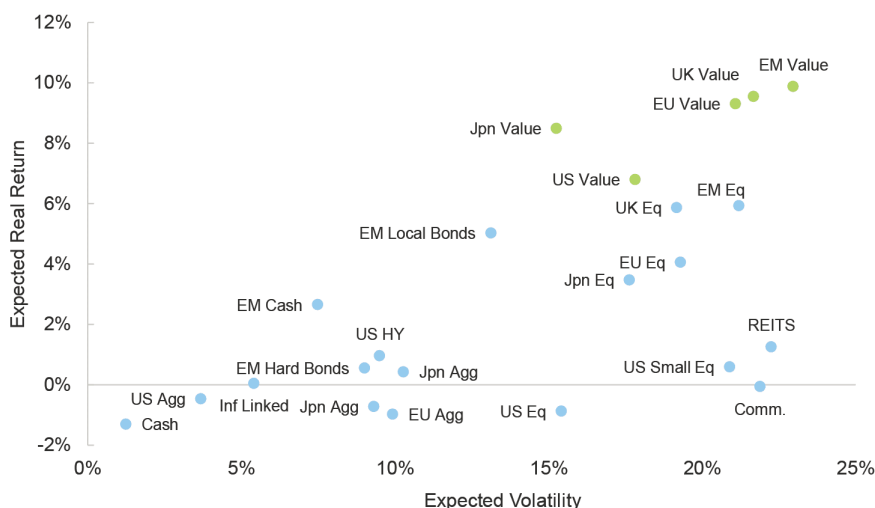 12%
EM Value
UK Value
10%
EU Value
Jpn Value
8%
US Value
EM Eq
6%
UK Eq
EM Local Bonds
EU Eq
4%
Jpn Eq
EM Cash
2%
US HY
REITS
EM Hard Bonds
Jpn Agg
US Small Eq
0%
US Agg
Inf Linked
Jpn Agg
EU Agg
US Eq
Comm.
Cash
-2%
0%
5%
10%
15%
20%
25%
Expected Real Return
Expected Volatility